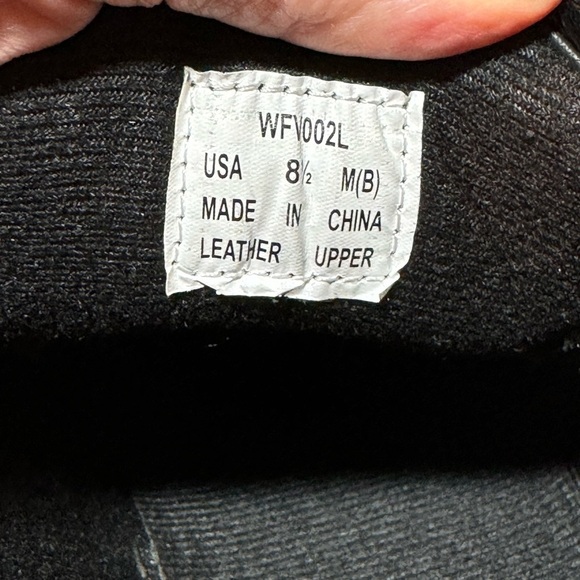 WFV002L
USA 8½ M(B)
MADE IN CHINA
LEATHER UPPER